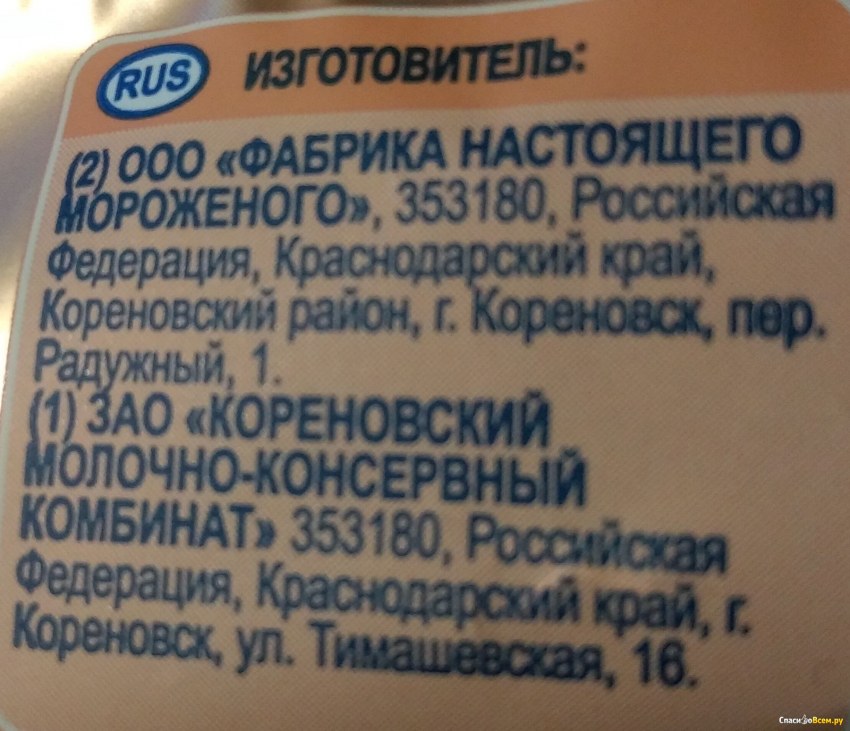 RUS ИЗГОТОВИТЕЛЬ:
(2) ООО «ФАБРИКА НАСТОЯЩЕГО
МОРОЖЕНОГО», 353180, Российская
Федерация, Краснодарский край,
Кореновский район, г. Кореновск, пер.
Радужный, 1.
(1) ЗАО «КОРЕНОВСКИЙ
МОЛОЧНО-КОНСЕРВНЫЙ
КОМБИНАТ» 353180, Российская
Федерация, Краснодарский край, г.
Кореновск, ул. Тимашевская, 16.
СпасибоВсем.ру